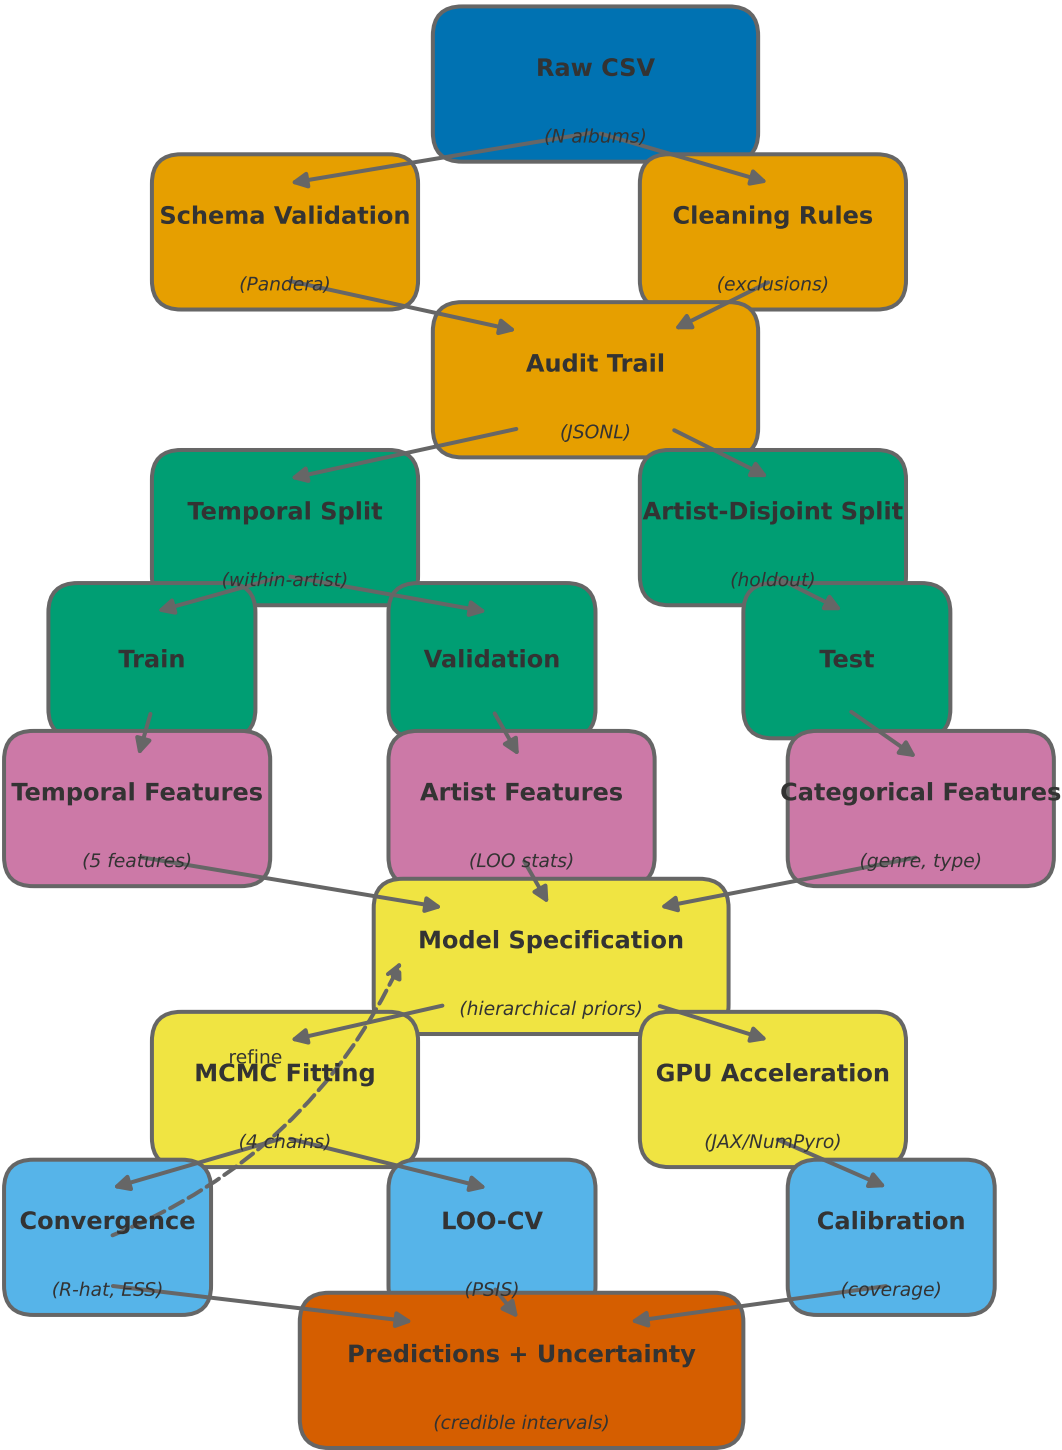 Raw CSV
(N albums)
Schema Validation
(Pandera)
Cleaning Rules
(exclusions)
Audit Trail
(JSONL)
Temporal Split
(within-artist)
Artist-Disjoint Split
(holdout)
Train
Validation
Test
Temporal Features
(5 features)
Artist Features
(LOO stats)
Categorical Features
(genre, type)
Model Specification
(hierarchical priors)
refine
MCMC Fitting
(4 chains)
GPU Acceleration
(JAX/NumPyro)
Convergence
(R-hat, ESS)
LOO-CV
(PSIS)
Calibration
(coverage)
Predictions + Uncertainty
(credible intervals)